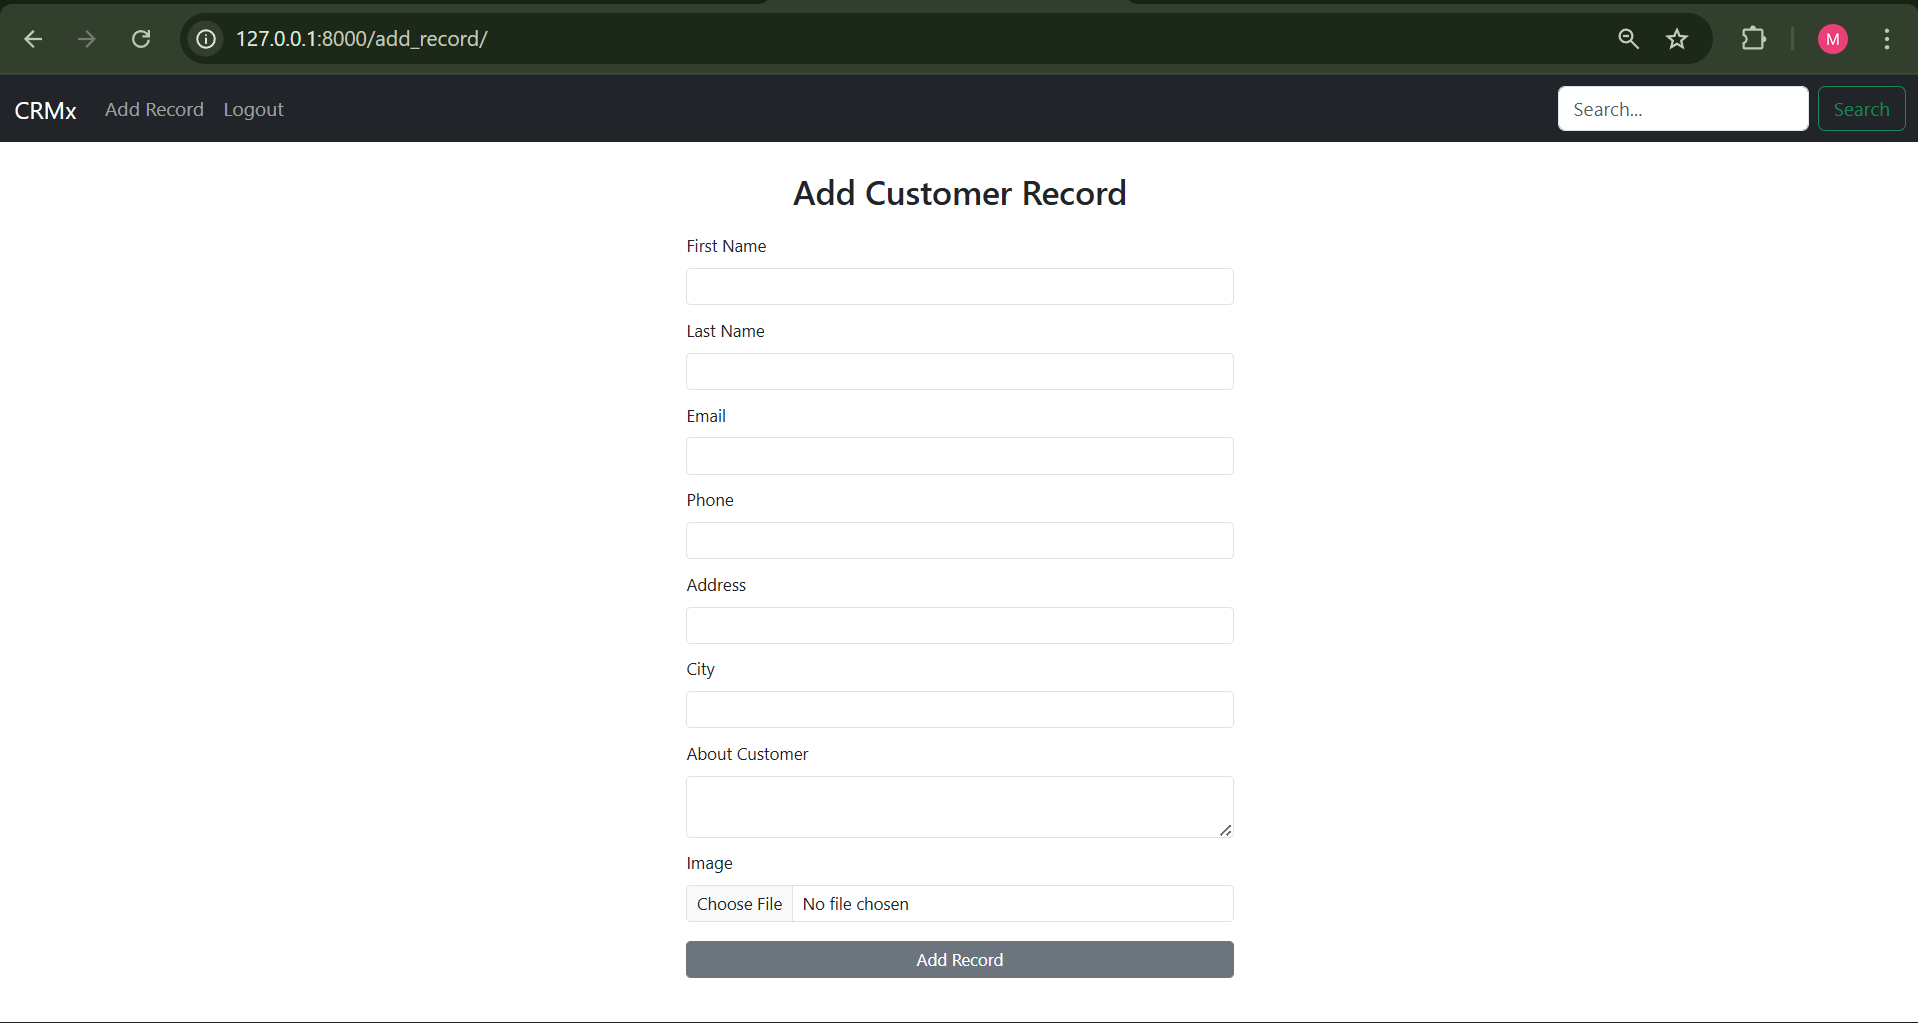 127.0.0.1:8000/add_record/
M
CRMx Add Record Logout Search... Search
Add Customer Record
First Name
Last Name
Email
Phone
Address
City
About Customer
Image
Choose File No file chosen
Add Record